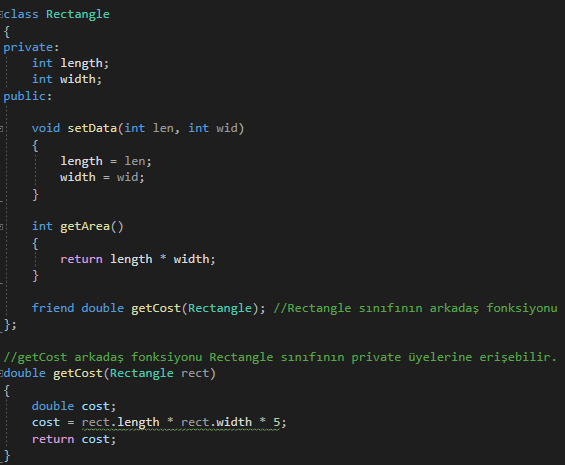 class Rectangle
{
private:
    int length;
    int width;
public:
    void setData(int len, int wid)
    {
        length = len;
        width = wid;
    }
    int getArea()
    {
        return length * width;
    }
    friend double getCost(Rectangle); //Rectangle sınıfının arkadaş fonksiyonu
};
//getCost arkadaş fonksiyonu Rectangle sınıfının private üyelerine erişebilir.
double getCost(Rectangle rect)
{
    double cost;
    cost = rect.length * rect.width * 5;
    return cost;
}